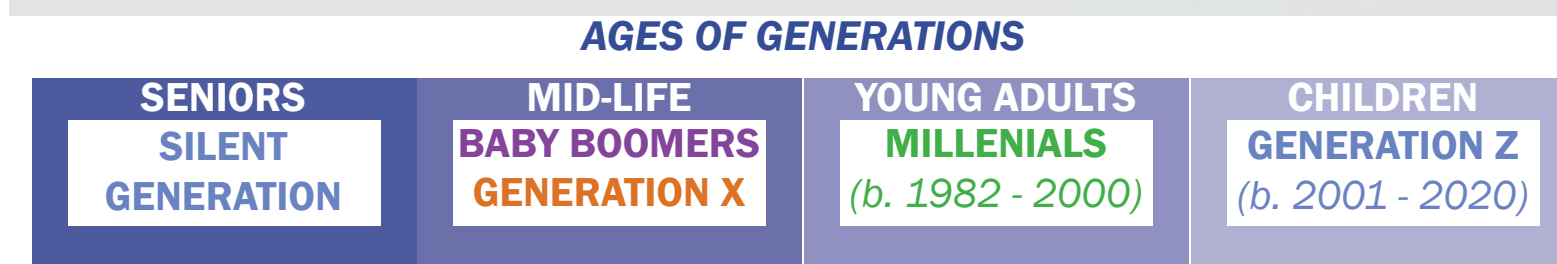 AGES OF GENERATIONS
SENIORS
SILENT
GENERATION
MID-LIFE
BABY BOOMERS
GENERATION X
YOUNG ADULTS
MILLENIALS
(b. 1982 - 2000)
CHILDREN
GENERATION Z
(b. 2001 - 2020)